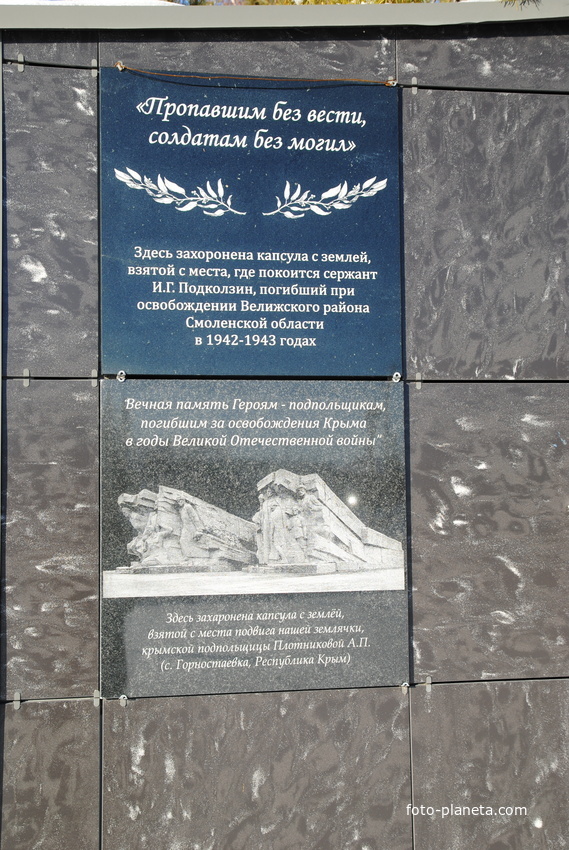 «Пропавшим без вести,
солдатам без могил»
Здесь захоронена капсула с землей,
взятой с места, где покоится сержант
И.Г. Подколзин, погибший при
освобождении Велижского района
Смоленской области
в 1942-1943 годах
"Вечная память Героям - подпольщикам,
погибшим за освобождения Крыма
в годы Великой Отечественной войны"
Здесь захаронена капсула с землёй,
взятой с места подвига нашей землячки,
крымской подпольщицы Плотниковой А.П.
(с. Горностаевка, Республика Крым)
foto-planeta.com